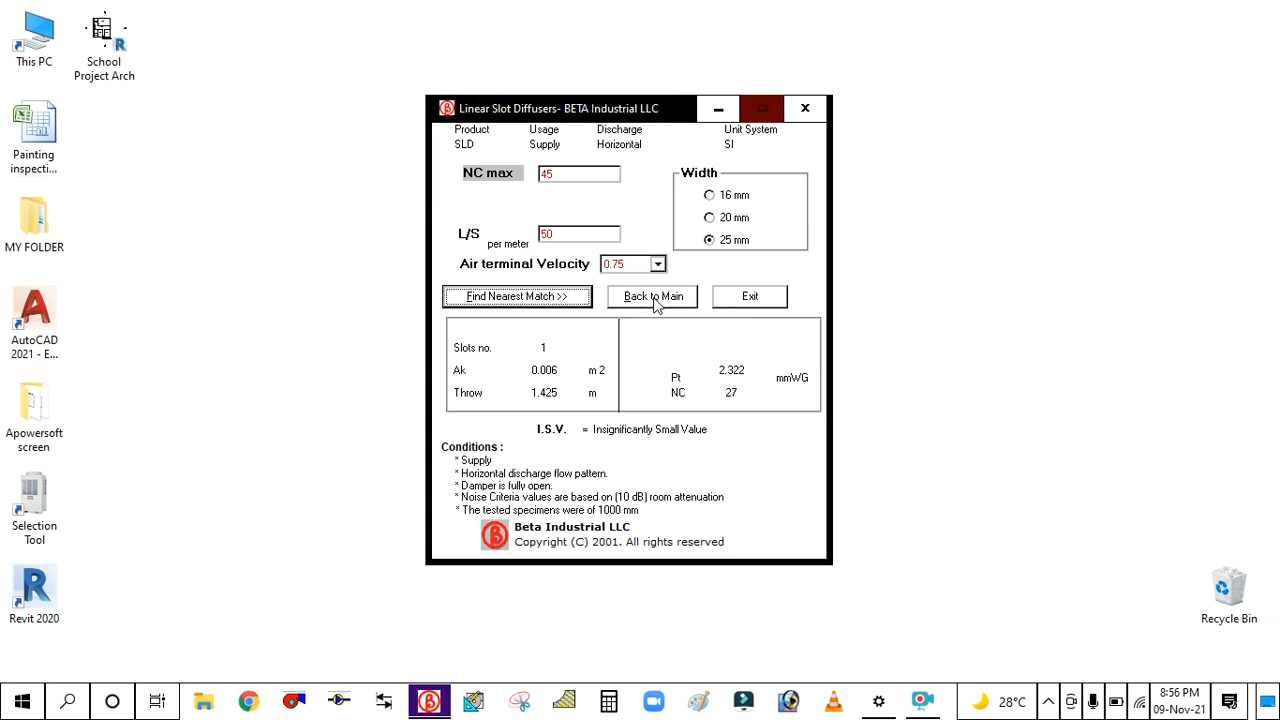 This PC
School
Project Arch
Painting
inspecti...
MY FOLDER
AutoCAD
2021 - E...
Apowersoft
screen
Selection
Tool
Revit 2020
Linear Slot Diffusers- BETA Industrial LLC
Product Usage Discharge Unit System
SLD Supply Horizontal SI
NC max 45
Width
16 mm
20 mm
25 mm
L/S per meter 50
Air terminal Velocity 0.75
Find Nearest Match >> Back to Main Exit
Slots no. 1
Ak 0.006 m 2
Throw 1.425 m
Pt 2.322 mmWG
NC 27
I.S.V. = Insignificantly Small Value
Conditions :
* Supply
* Horizontal discharge flow pattern.
* Damper is fully open.
* Noise Criteria values are based on (10 dB) room attenuation
* The tested specimens were of 1000 mm
Beta Industrial LLC
Copyright (C) 2001. All rights reserved
Recycle Bin
28°C
8:56 PM
09-Nov-21